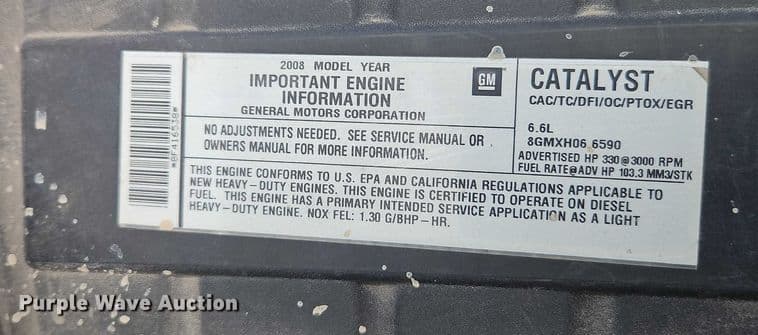 *8F416538*
2008 MODEL YEAR
IMPORTANT ENGINE
INFORMATION
GENERAL MOTORS CORPORATION
GM
NO ADJUSTMENTS NEEDED. SEE SERVICE MANUAL OR
OWNERS MANUAL FOR MORE INFORMATION.
CATALYST
CAC/TC/DFI/OC/PTOX/EGR
6.6L
8GMXH06.6590
ADVERTISED HP 330@3000 RPM
FUEL RATE@ADV HP 103.3 MM3/STK
THIS ENGINE CONFORMS TO U.S. EPA AND CALIFORNIA REGULATIONS APPLICABLE TO
NEW HEAVY-DUTY ENGINES. THIS ENGINE IS CERTIFIED TO OPERATE ON DIESEL
FUEL. THIS ENGINE HAS A PRIMARY INTENDED SERVICE APPLICATION AS A LIGHT
HEAVY-DUTY ENGINE. NOX FEL: 1.30 G/BHP-HR.
Purple Wave Auction